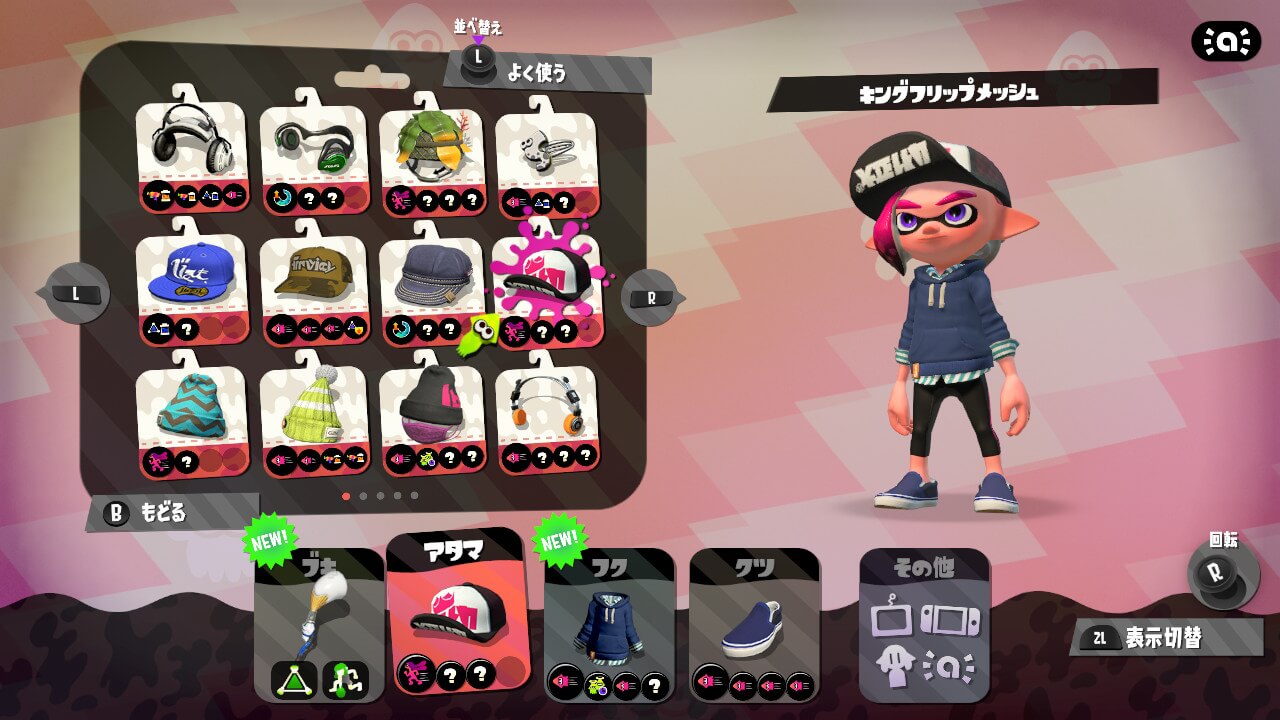 並べ替え
L
よく使う
キングフリップメッシュ
L
R
B もどる
NEW!
ブキ
アタマ
NEW!
フク
クツ
その他
回転
R
ZL 表示切替